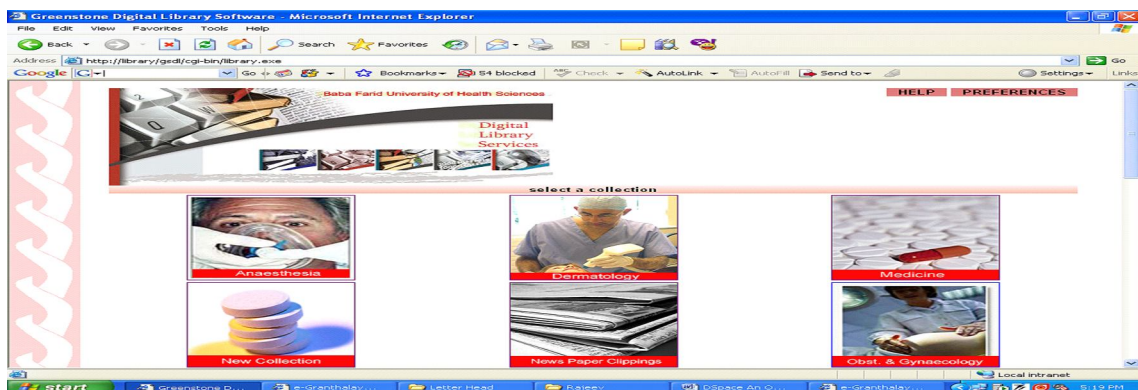 Greenstone Digital Library Software - Microsoft Internet Explorer
File Edit View Favorites Tools Help
Back Search Favorites
Address http://library/gsdl/cgi-bin/library.exe Go
Google G Go Bookmarks 54 blocked Check AutoLink AutoFill Send to Settings Links
Baba Farid University of Health Sciences
HELP PREFERENCES
Digital
Library
Services
select a collection
Anaesthesia Dermatology Medicine
New Collection News Paper Clippings Obst. & Gynaecology
Local intranet
start Greenstone D... e-Granthalay... Letter Head Rajeev DSpace An O... e-Granthalay... 5:19 PM